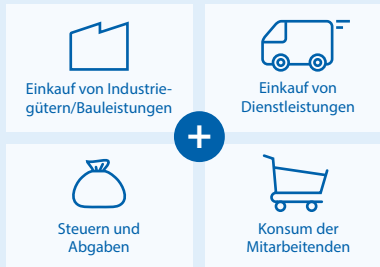 Einkauf von Industrie-
gütern/Bauleistungen
Einkauf von
Dienstleistungen
+
Steuern und
Abgaben
Konsum der
Mitarbeitenden